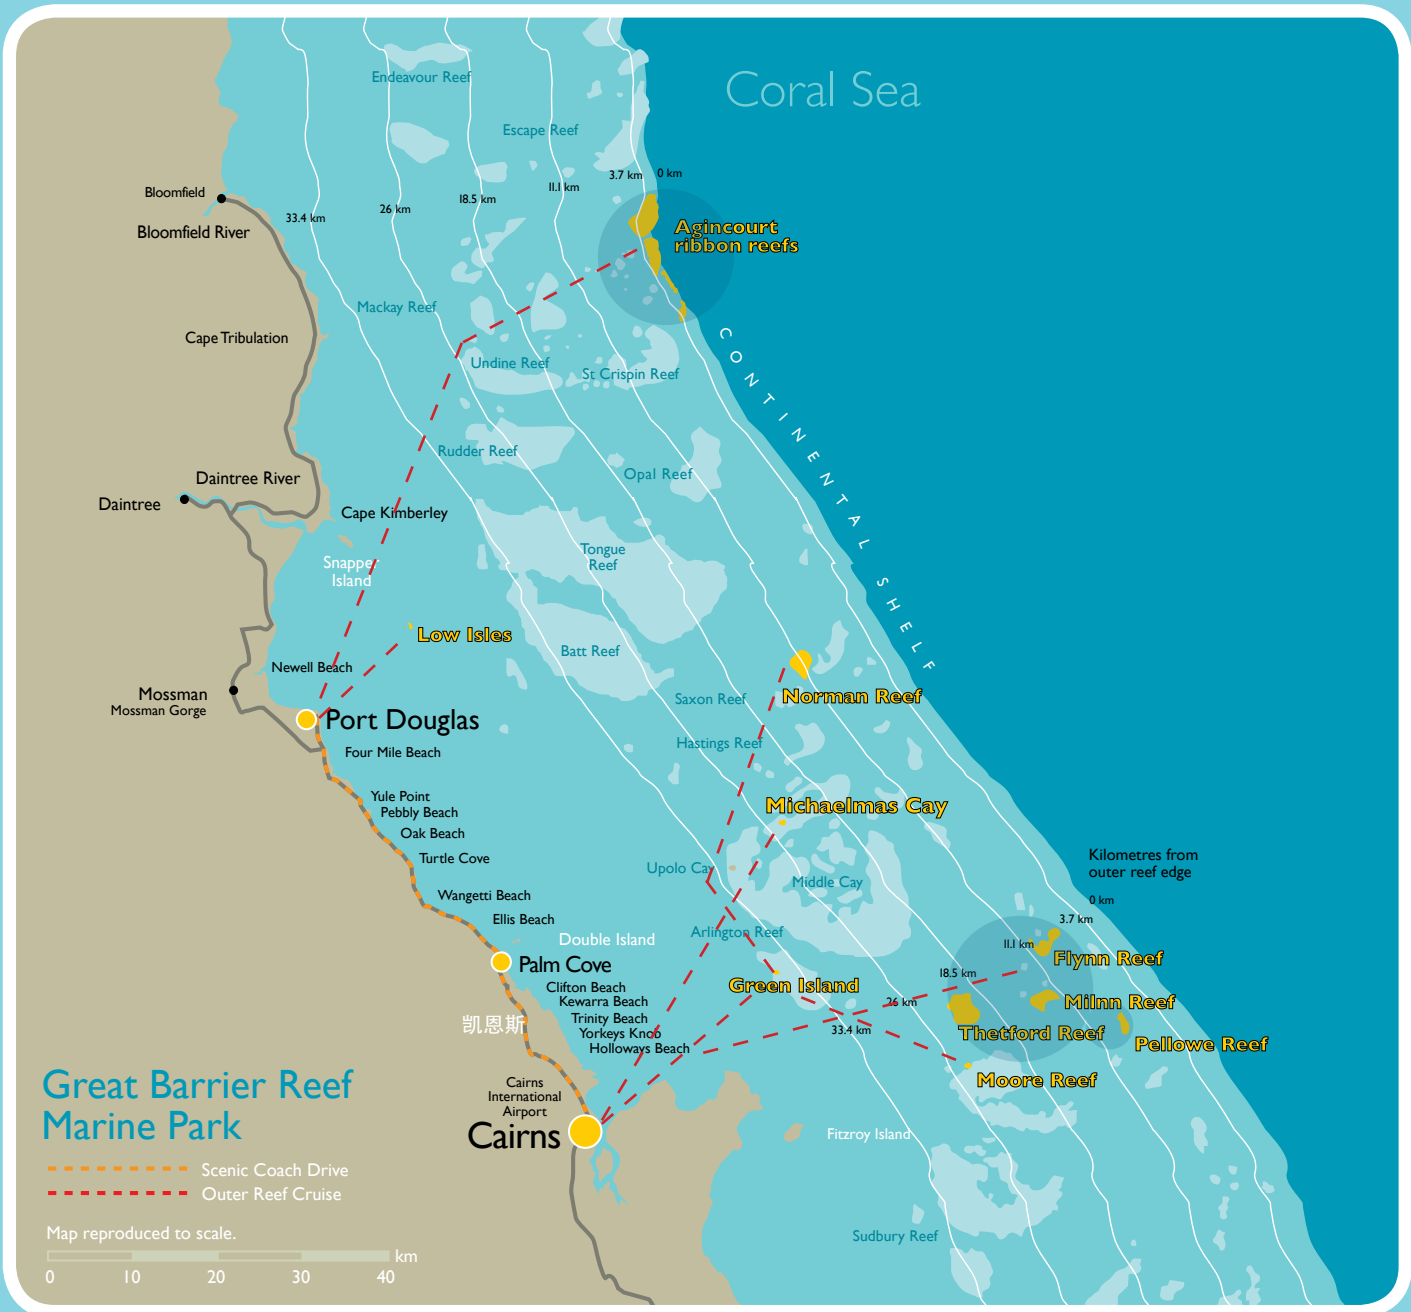 Coral Sea
Endeavour Reef
Escape Reef
3.7 km
0 km
11.1 km
18.5 km
26 km
33.4 km
Bloomfield
Bloomfield River
Agincourt
ribbon reefs
Mackay Reef
Cape Tribulation
Undine Reef
St Crispin Reef
CONTINENTAL SHELF
Rudder Reef
Opal Reef
Daintree River
Daintree
Cape Kimberley
Snapper
Island
Tongue
Reef
Low Isles
Batt Reef
Newell Beach
Mossman
Mossman Gorge
Saxon Reef
Norman Reef
Port Douglas
Hastings Reef
Four Mile Beach
Yule Point
Pebbly Beach
Michaelmas Cay
Oak Beach
Turtle Cove
Upolo Cay
Middle Cay
Kilometres from
outer reef edge
0 km
3.7 km
11.1 km
18.5 km
26 km
33.4 km
Wangetti Beach
Ellis Beach
Double Island
Arlington Reef
Palm Cove
Flynn Reef
Green Island
Clifton Beach
Kewarra Beach
Milnn Reef
凯恩斯
Trinity Beach
Yorkeys Knob
Holloways Beach
Thetford Reef
Pellowe Reef
Moore Reef
Cairns
International
Airport
Cairns
Fitzroy Island
Sudbury Reef
Great Barrier Reef
Marine Park
Scenic Coach Drive
Outer Reef Cruise
Map reproduced to scale.
km
0 10 20 30 40